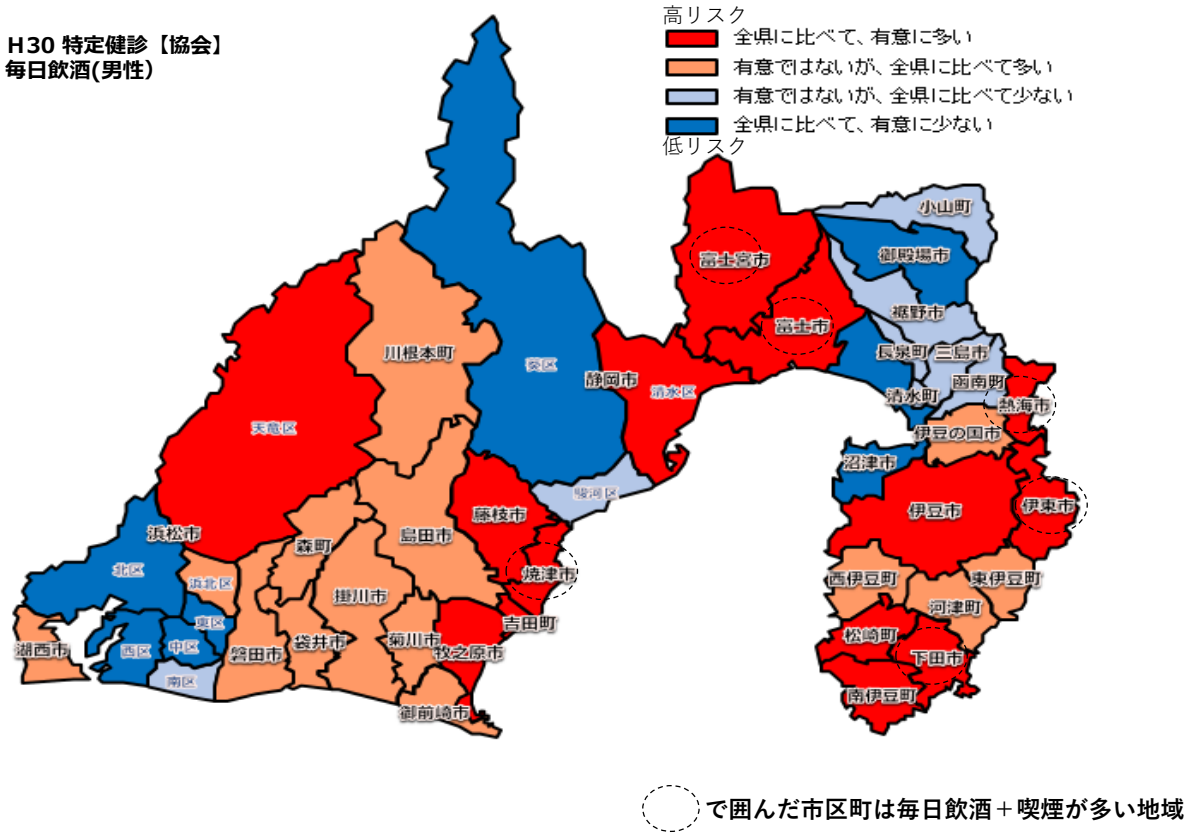 H30 特定健診【協会】
毎日飲酒(男性）
高リスク
全県に比べて、有意に多い
有意ではないが、全県に比べて多い
有意ではないが、全県に比べて少ない
全県に比べて、有意に少ない
低リスク
小山町
富士宮市
御殿場市
裾野市
富士市
川根本町
葵区
静岡市
清水区
長泉町
三島市
函南町
清水町
熱海市
天竜区
伊豆の国市
沼津市
駿河区
藤枝市
伊豆市
伊東市
浜松市
島田市
森町
焼津市
北区
浜北区
西伊豆町
東伊豆町
掛川市
河津町
東区
吉田町
松崎町
湖西市
西区
中区
磐田市
袋井市
菊川市
牧之原市
下田市
南区
南伊豆町
御前崎市
で囲んだ市区町は毎日飲酒＋喫煙が多い地域